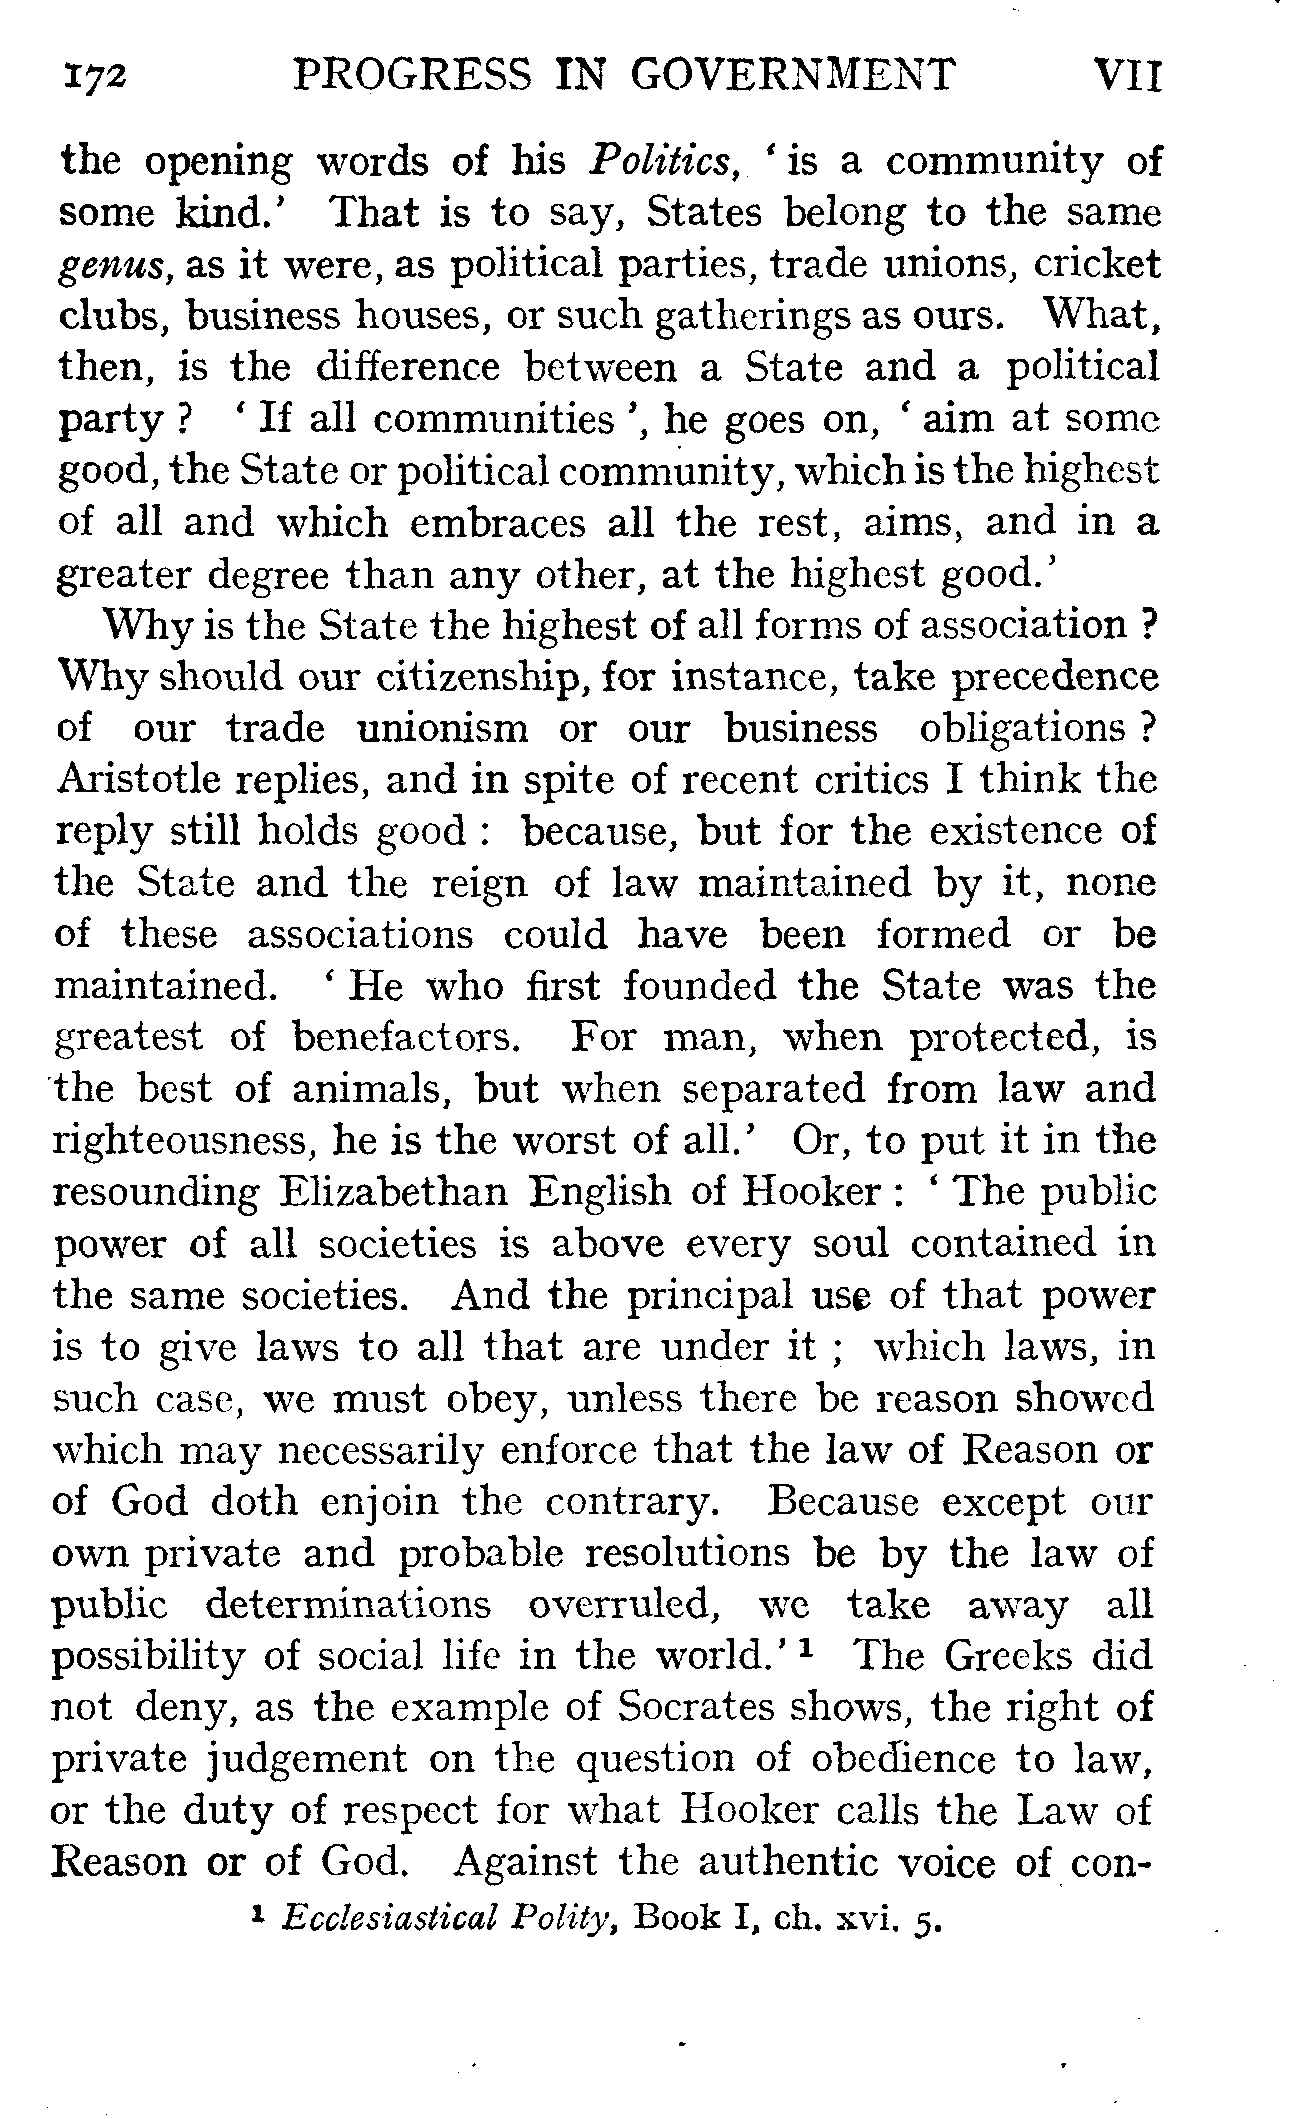 172 PROGRESS IN GOVERNMENT VII
the opening words of his Politics, ‘ is a community of
some kind.’ That is to say, States belong to the same
genus, as it were, as political parties, trade unions, cricket
clubs, business houses, or such gatherings as ours. What,
then, is the difference between a State and a political
party ? ‘ If all communities ’, he goes on, ‘ aim at some
good, the State or political community, which is the highest
of all and which embraces all the rest, aims, and in a
greater degree than any other, at the highest good.’
Why is the State the highest of all forms of association ?
Why should our citizenship, for instance, take precedence
of our trade unionism or our business obligations ?
Aristotle replies, and in spite of recent critics I think the
reply still holds good : because, but for the existence of
the State and the reign of law maintained by it, none
of these associations could have been formed or be
maintained. ‘ He who first founded the State was the
greatest of benefactors. For man, when protected, is
the best of animals, but when separated from law and
righteousness, he is the worst of all.’ Or, to put it in the
resounding Elizabethan English of Hooker : ‘ The public
power of all societies is above every soul contained in
the same societies. And the principal use of that power
is to give laws to all that are under it ; which laws, in
such case, we must obey, unless there be reason showed
which may necessarily enforce that the law of Reason or
of God doth enjoin the contrary. Because except our
own private and probable resolutions be by the law of
public determinations overruled, we take away all
possibility of social life in the world.’ ¹ The Greeks did
not deny, as the example of Socrates shows, the right of
private judgement on the question of obedience to law,
or the duty of respect for what Hooker calls the Law of
Reason or of God. Against the authentic voice of con-
¹ Ecclesiastical Polity, Book I, ch. xvi. 5.